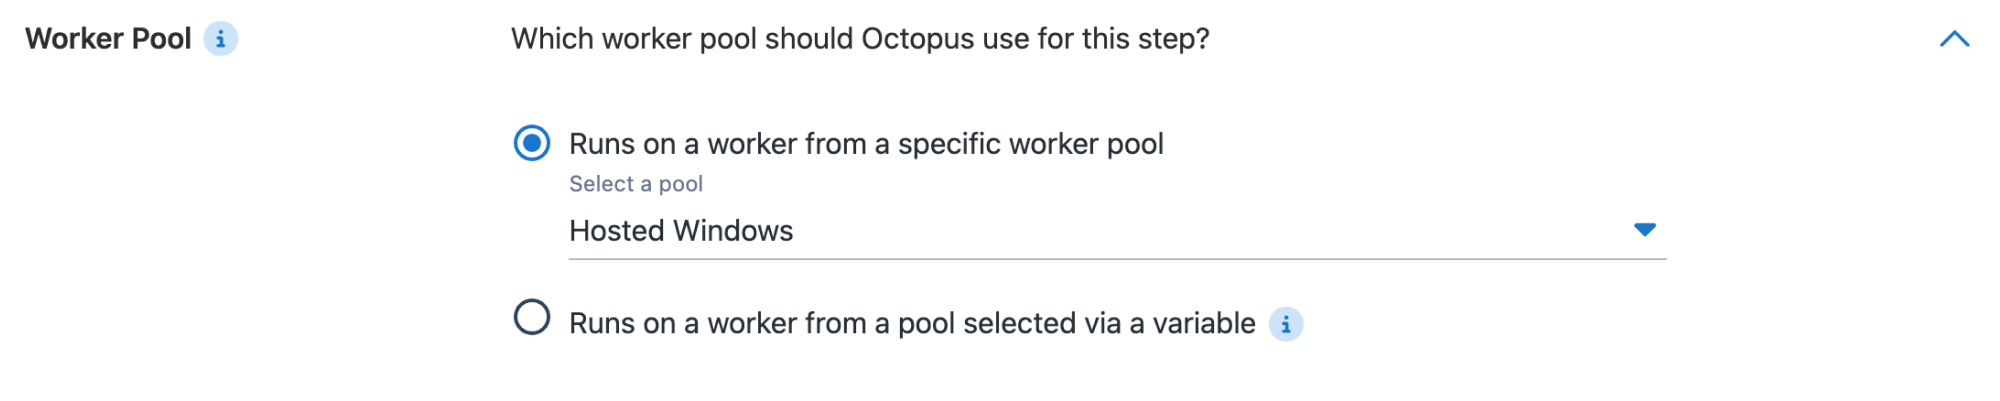 Worker Pool i
Which worker pool should Octopus use for this step?
Runs on a worker from a specific worker pool
Select a pool
Hosted Windows
Runs on a worker from a pool selected via a variable i